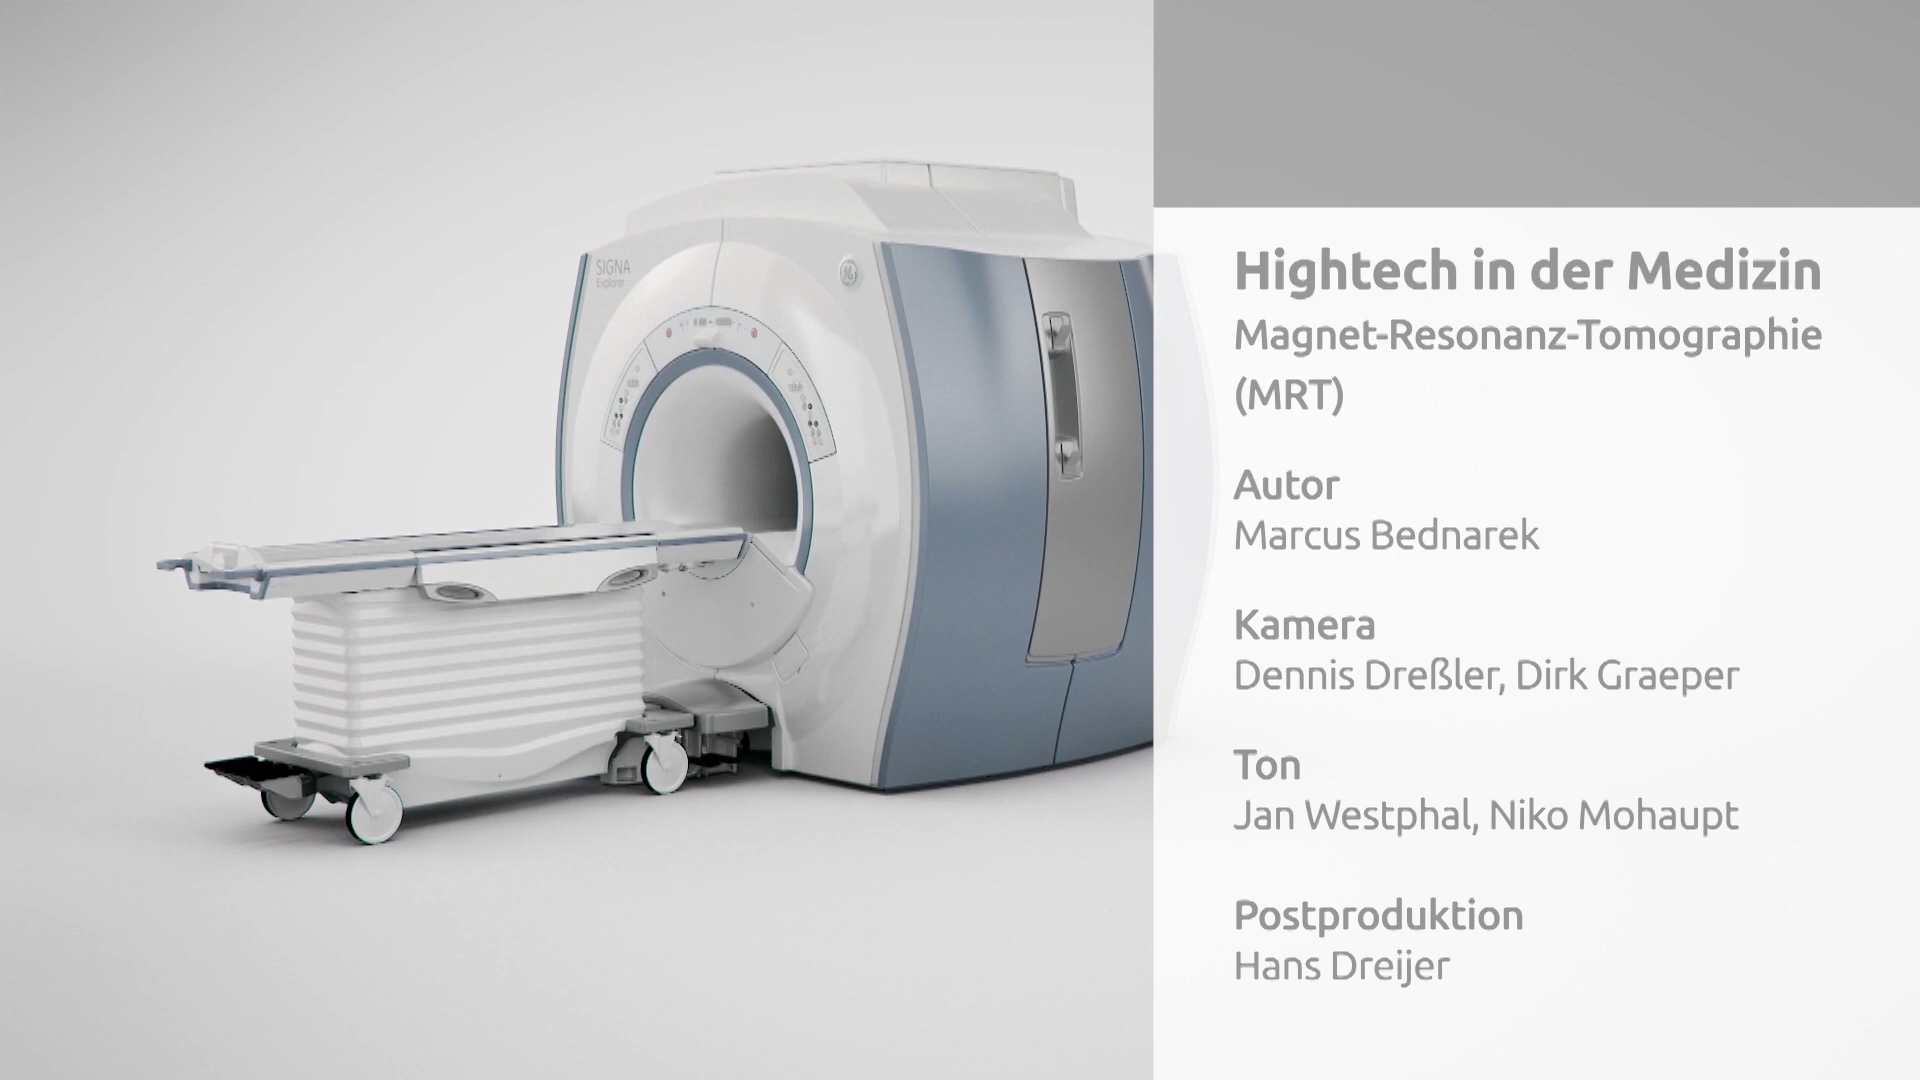 SIGNA
Explorer
Hightech in der Medizin
Magnet-Resonanz-Tomographie
(MRT)
Autor
Marcus Bednarek
Kamera
Dennis Dreßler, Dirk Graeper
Ton
Jan Westphal, Niko Mohaupt
Postproduktion
Hans Dreijer